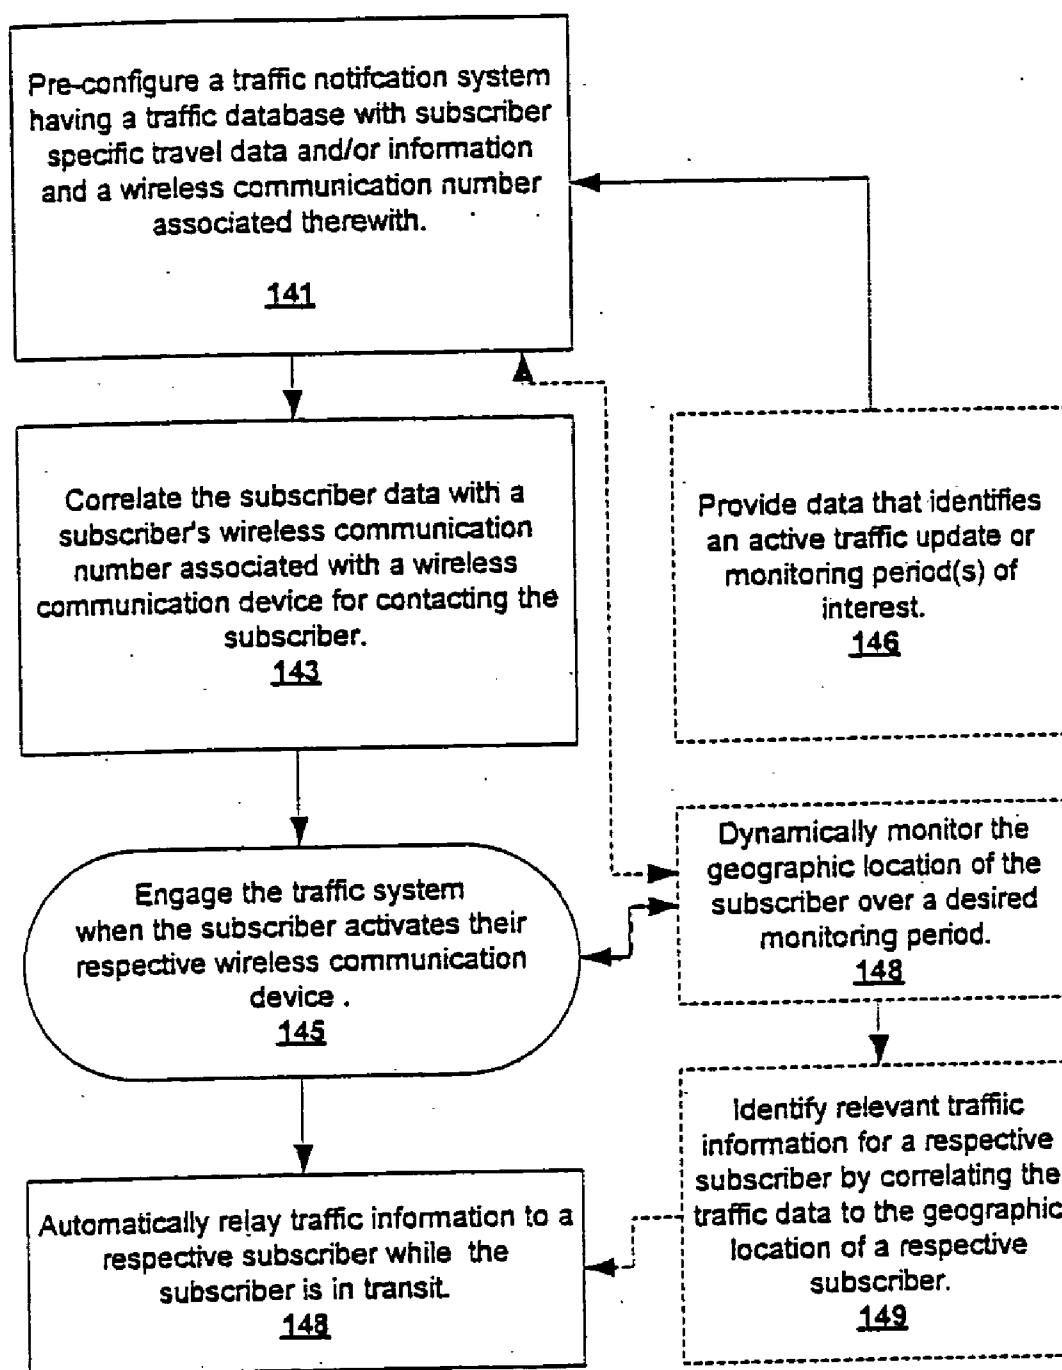 Pre-configure a traffic notifcation system
having a traffic database with subscriber
specific travel data and/or information
and a wireless communication number
associated therewith.
141
Correlate the subscriber data with a
subscriber's wireless communication
number associated with a wireless
communication device for contacting the
subscriber.
143
Provide data that identifies
an active traffic update or
monitoring period(s) of
interest.
146
Engage the traffic system
when the subscriber activates their
respective wireless communication
device .
145
Dynamically monitor the
geographic location of the
subscriber over a desired
monitoring period.
148
Automatically relay traffic information to a
respective subscriber while the
subscriber is in transit.
148
Identify relevant traffiic
information for a respective
subscriber by correlating the
traffic data to the geographic
location of a respective
subscriber.
149